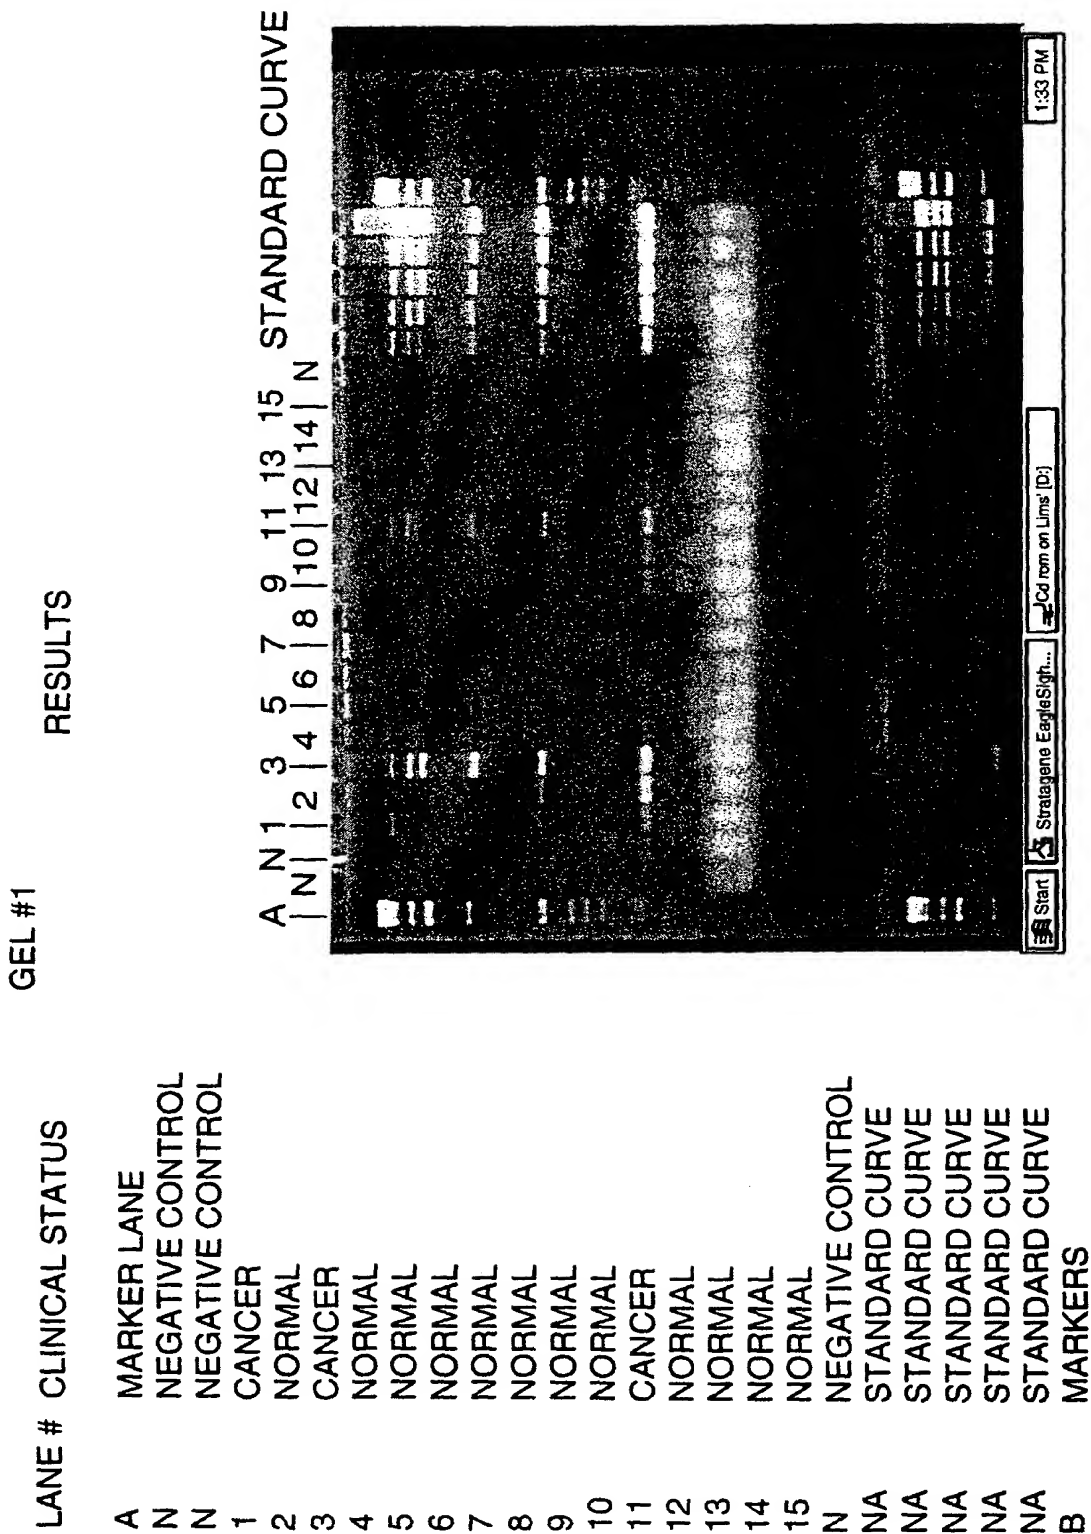 GEL #1
RESULTS
LANE # CLINICAL STATUS
A MARKER LANE
N NEGATIVE CONTROL
N NEGATIVE CONTROL
1 CANCER
2 NORMAL
3 CANCER
4 NORMAL
5 NORMAL
6 NORMAL
7 NORMAL
8 NORMAL
9 NORMAL
10 NORMAL
11 CANCER
12 NORMAL
13 NORMAL
14 NORMAL
15 NORMAL
N NEGATIVE CONTROL
NA STANDARD CURVE
NA STANDARD CURVE
NA STANDARD CURVE
NA STANDARD CURVE
NA STANDARD CURVE
B MARKERS
A N 1 3 5 7 9 11 13 15 STANDARD CURVE
N 2 4 6 8 10 12 14 N
Start Stratagene EagleSigh... Cd rom on Lims' [D:] 1:33 PM